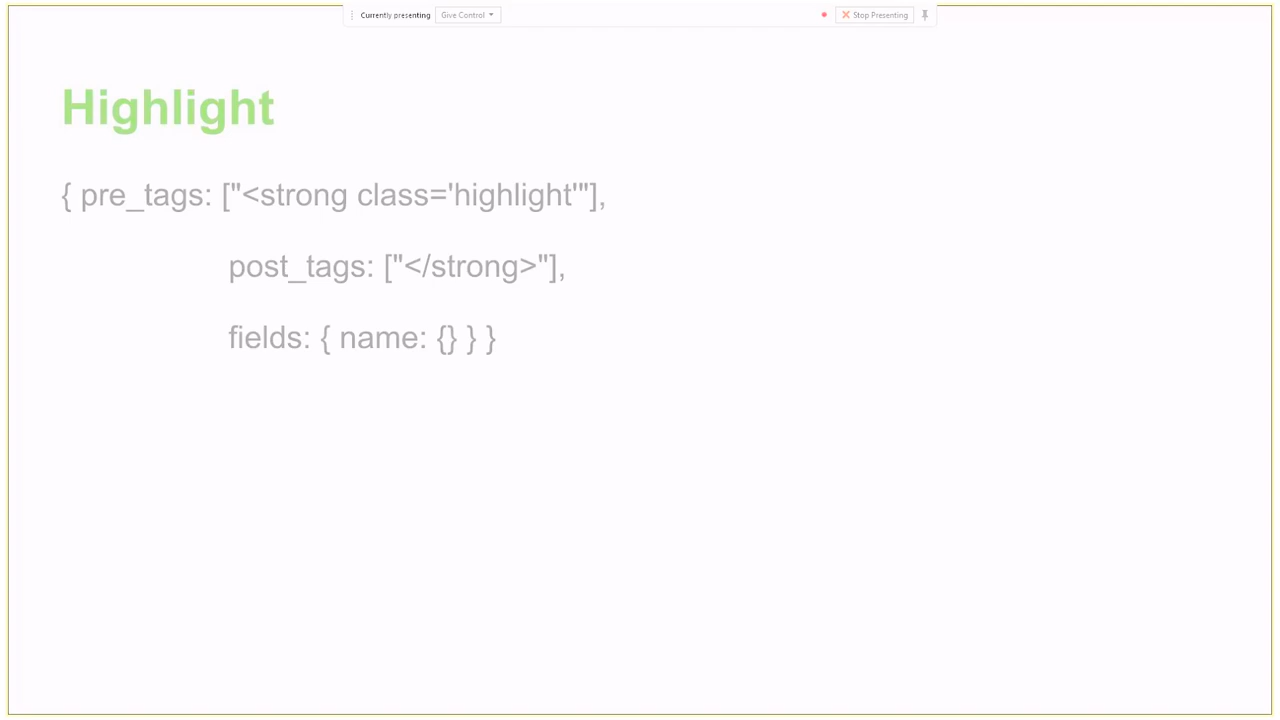 Currently presenting Give Control Stop Presenting
Highlight
{ pre_tags: ["<strong class='highlight'"],
post_tags: ["</strong>"],
fields: { name: {} } }